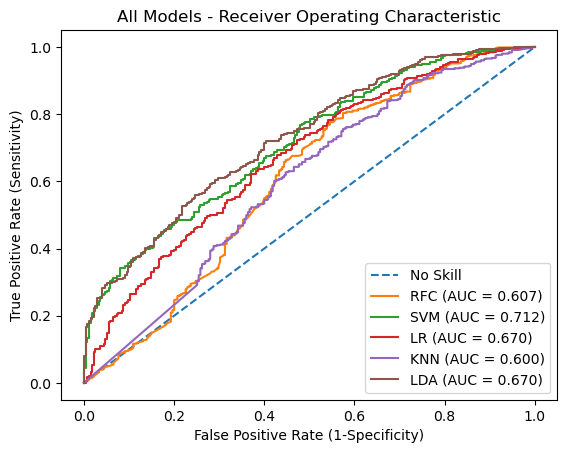 All Models - Receiver Operating Characteristic
True Positive Rate (Sensitivity)
1.0
0.8
0.6
0.4
0.2
0.0
No Skill
RFC (AUC = 0.607)
SVM (AUC = 0.712)
LR (AUC = 0.670)
KNN (AUC = 0.600)
LDA (AUC = 0.670)
0.0 0.2 0.4 0.6 0.8 1.0
False Positive Rate (1-Specificity)